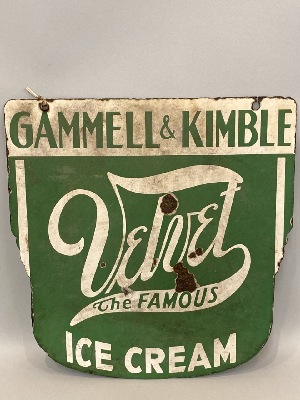 GAMMELL & KIMBLE
Velvet
The FAMOUS
ICE CREAM